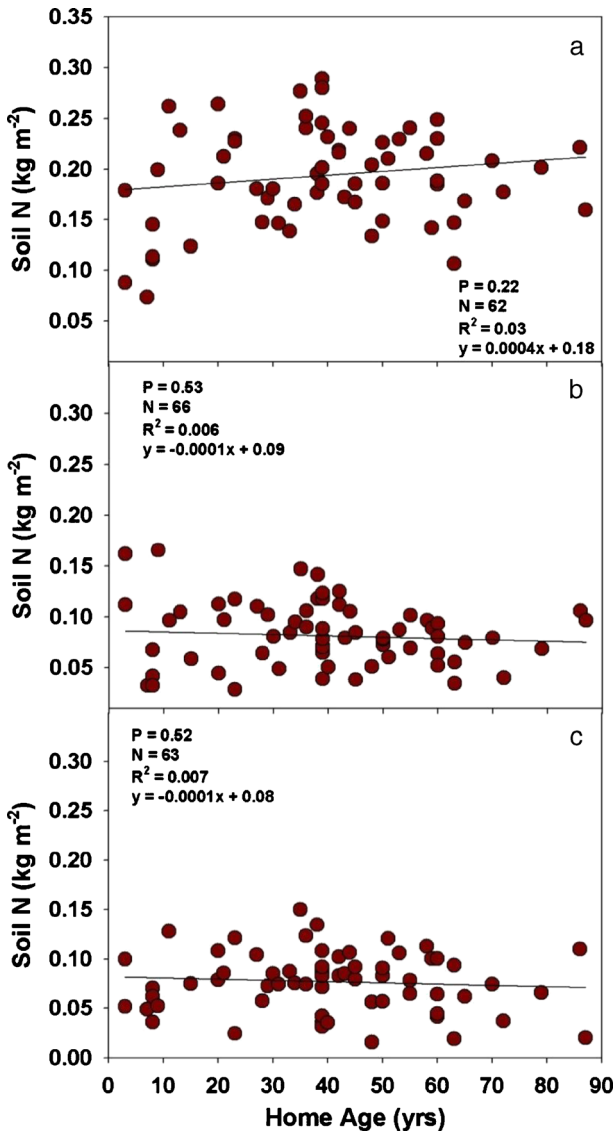 a
0.35
0.30
0.25
0.20
0.15
0.10
0.05
Soil N (kg m⁻²)
P = 0.22
N = 62
R² = 0.03
y = 0.0004x + 0.18
b
P = 0.53
N = 66
R² = 0.006
y = -0.0001x + 0.09
0.30
0.25
0.20
0.15
0.10
0.05
Soil N (kg m⁻²)
c
P = 0.52
N = 63
R² = 0.007
y = -0.0001x + 0.08
0.30
0.25
0.20
0.15
0.10
0.05
0.00
Soil N (kg m⁻²)
0 10 20 30 40 50 60 70 80 90
Home Age (yrs)